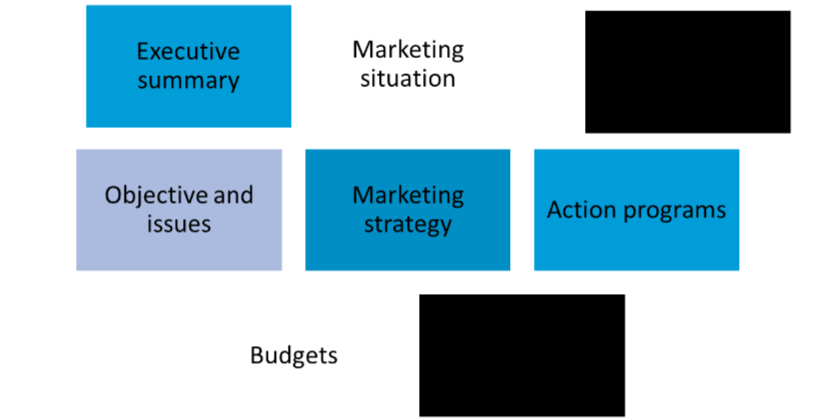 Executive
summary
Marketing
situation
Objective and
issues
Marketing
strategy
Action programs
Budgets